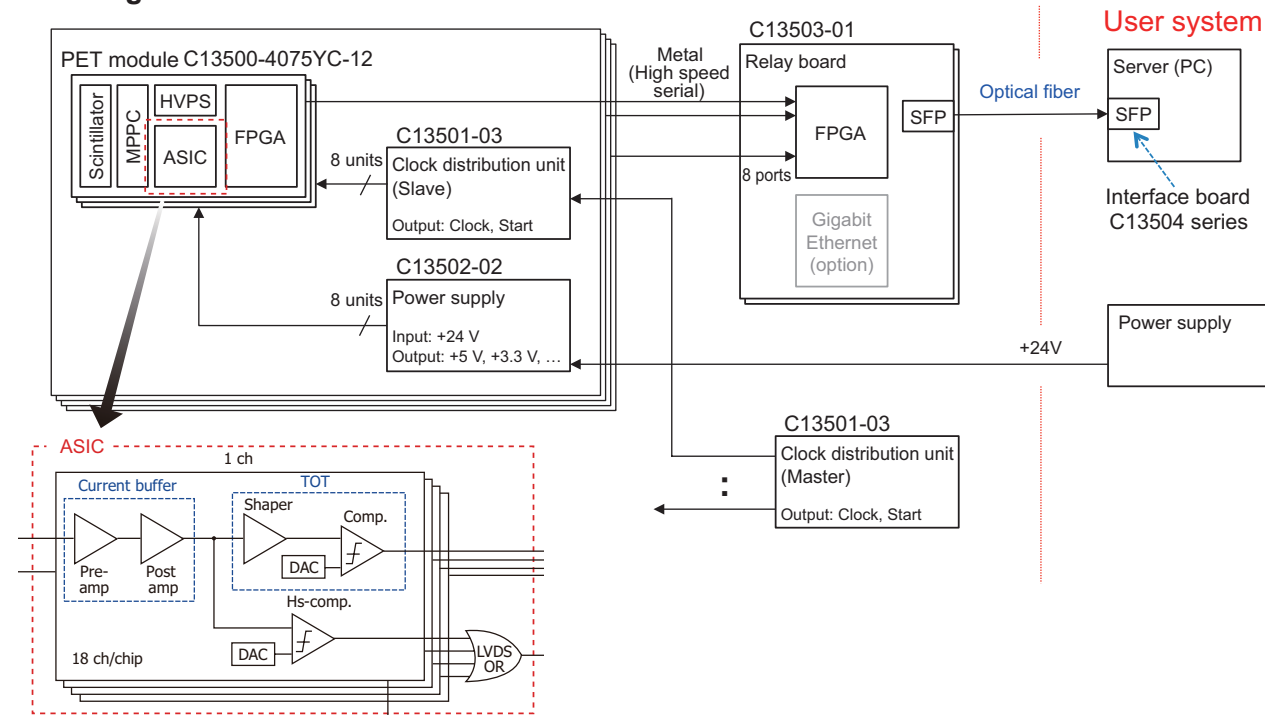 User system
C13503-01
PET module C13500-4075YC-12
Metal
(High speed
serial)
Relay board
Server (PC)
Scintillator
MPPC
HVPS
ASIC
FPGA
FPGA
SFP
Optical fiber
SFP
C13501-03
8 units
Clock distribution unit
(Slave)
Output: Clock, Start
8 ports
Gigabit
Ethernet
(option)
Interface board
C13504 series
C13502-02
8 units
Power supply
Input: +24 V
Output: +5 V, +3.3 V, …
+24V
Power supply
C13501-03
Clock distribution unit
(Master)
:
Output: Clock, Start
ASIC
1 ch
Current buffer
TOT
Shaper
Comp.
DAC
Pre-
amp
Post
amp
Hs-comp.
DAC
LVDS
OR
18 ch/chip